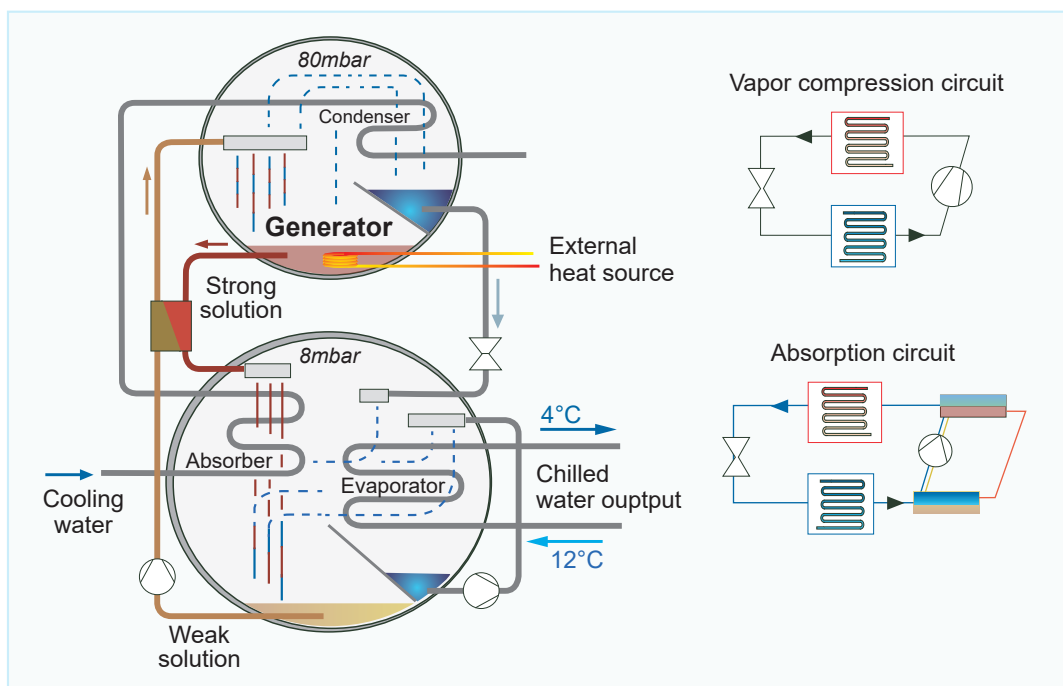 80mbar
Condenser
Generator
External
heat source
Strong
solution
8mbar
Absorber
Evaporator
4°C
Chilled
water ouptput
12°C
Cooling
water
Weak
solution
Vapor compression circuit
Absorption circuit